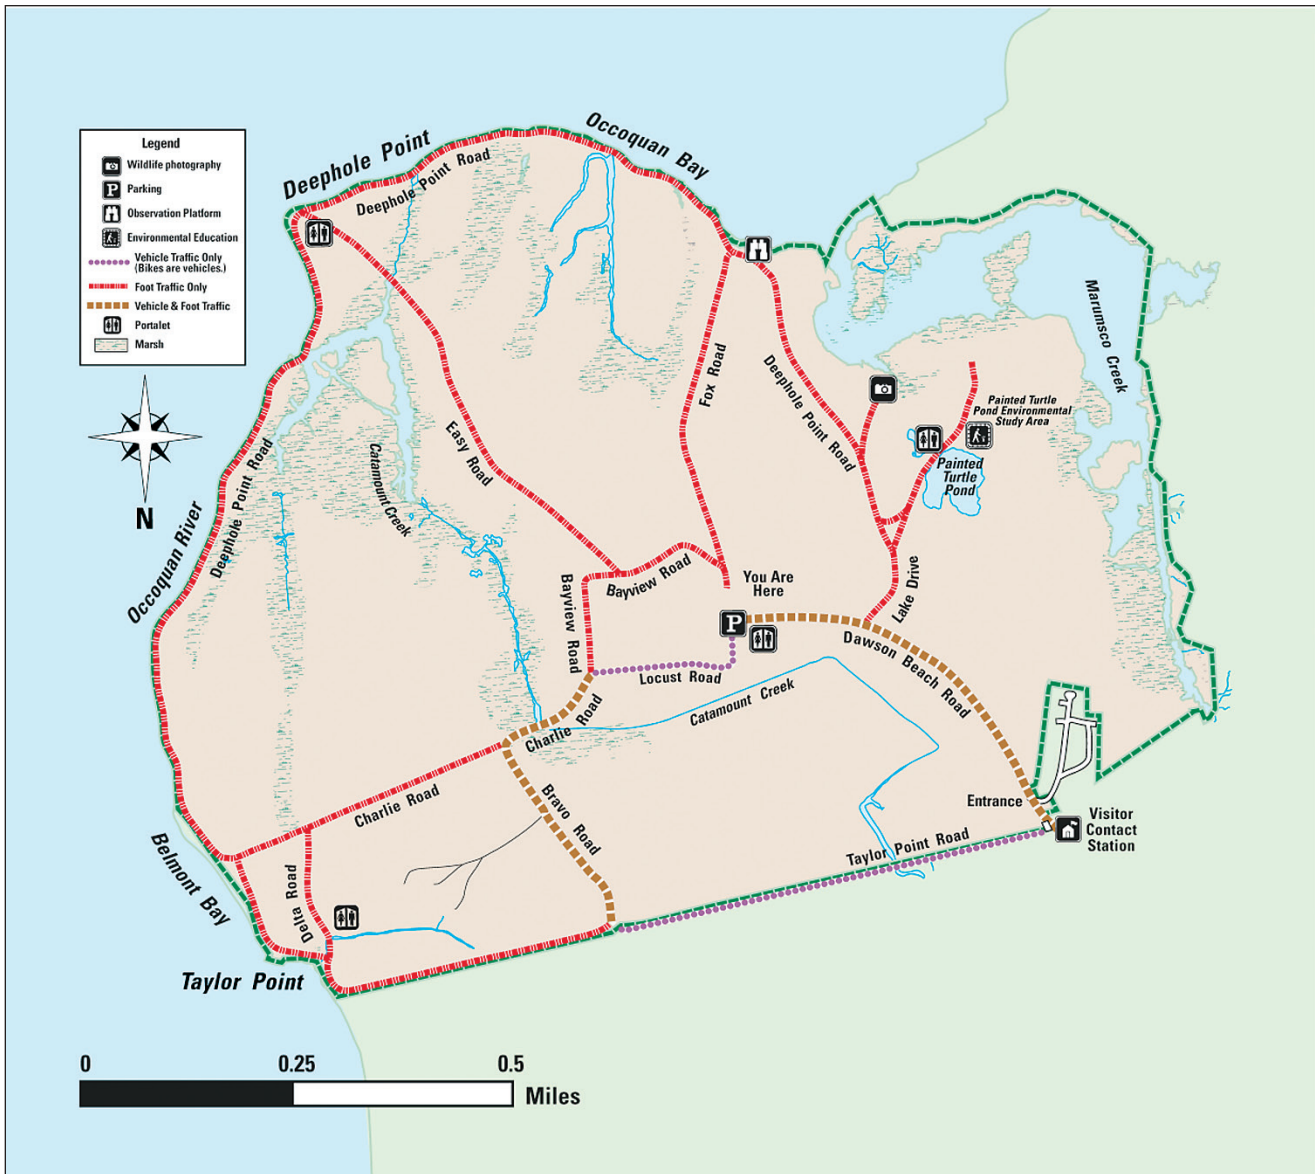 Occoquan Bay
Deephole Point
Deephole Point Road
Legend
Wildlife photography
P
Parking
Observation Platform
Environmental Education
Vehicle Traffic Only
(Bikes are vehicles.)
Foot Traffic Only
Vehicle & Foot Traffic
Portalet
Marsh
N
Marumsco Creek
Fox Road
Deephole Point Road
Painted Turtle
Pond Environmental
Study Area
Painted
Turtle
Pond
Easy Road
Catamount Creek
Deephole Point Road
Occoquan River
Bayview Road
Bayview Road
You Are
Here
P
Lake Drive
Dawson Beach Road
Locust Road
Catamount Creek
Charlie Road
Charlie Road
Bravo Road
Entrance
Visitor
Contact
Station
Taylor Point Road
Belmont Bay
Delta Road
Taylor Point
0
0.25
0.5
Miles